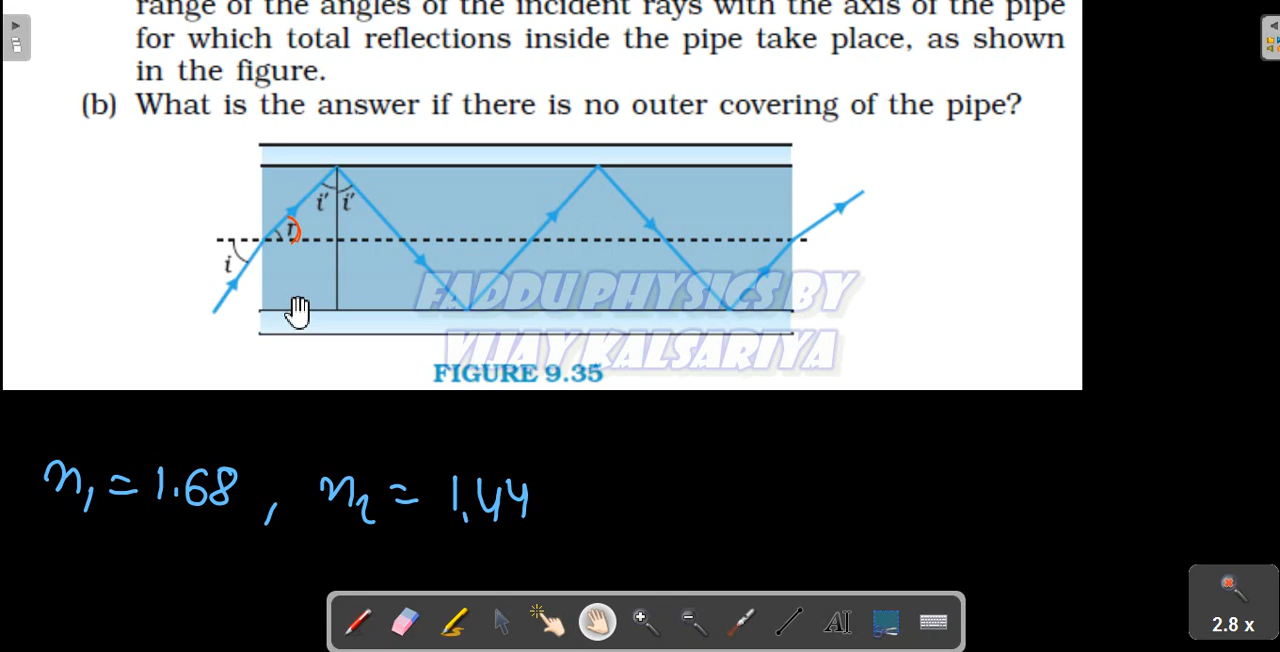 range of the angles of the incident rays with the axis of the pipe
for which total reflections inside the pipe take place, as shown
in the figure.
(b) What is the answer if there is no outer covering of the pipe?
i′ i′
r
i
FADDU PHYSICS BY
VIJAY KALSARIYA
FIGURE 9.35
n₁ = 1.68 , n₂ = 1.44
AI
2.8 x